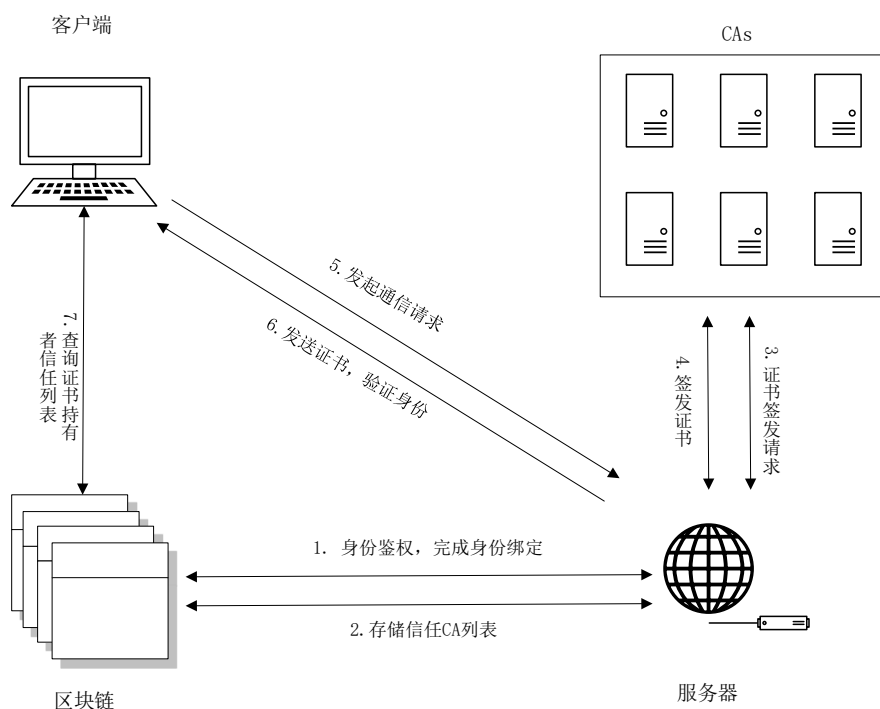 客户端
CAs
5.发起通信请求
6.发送证书，验证身份
7.查询证书持有
者信任列表
4.签发证书
3.证书签发请求
1. 身份鉴权，完成身份绑定
2.存储信任CA列表
区块链
服务器